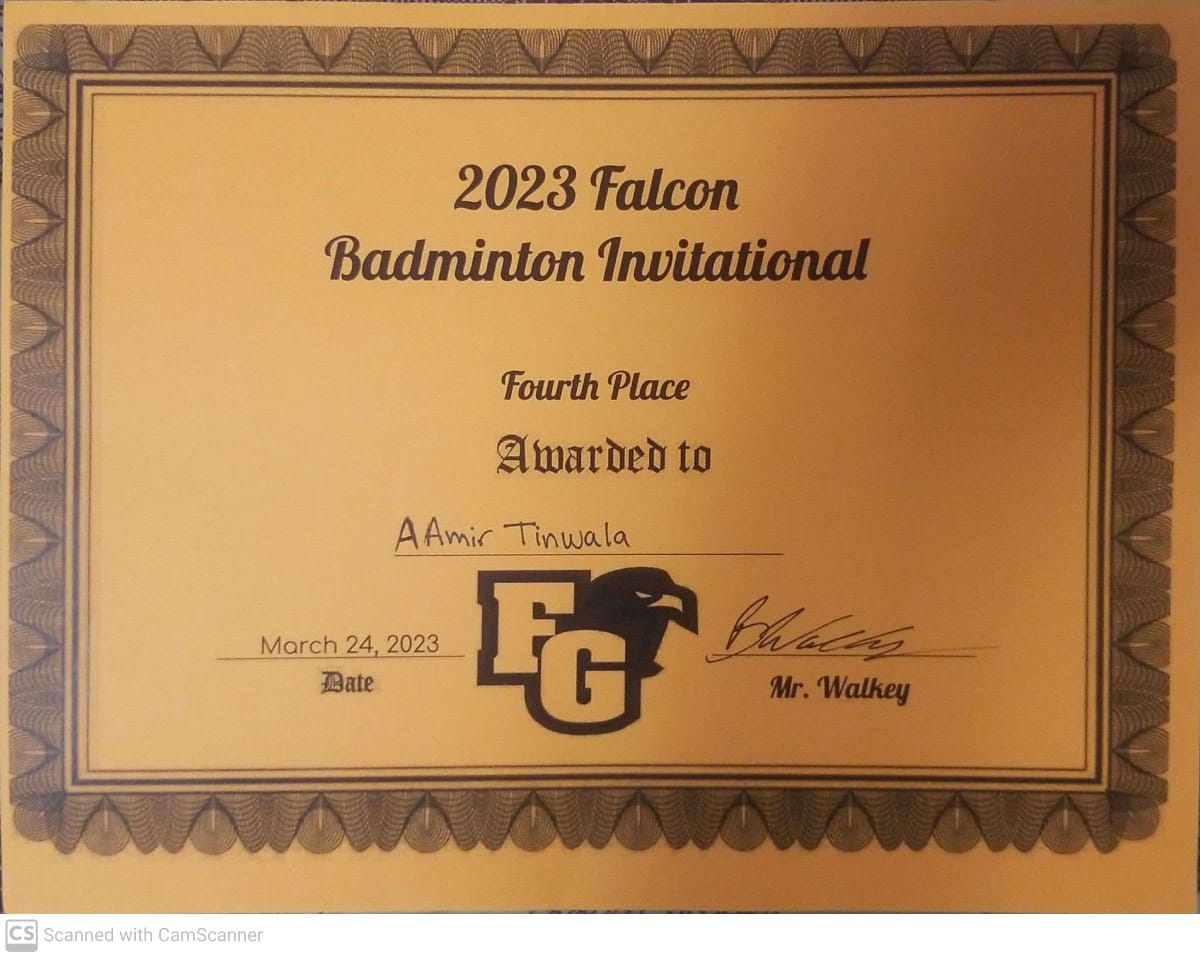 2023 Falcon
Badminton Invitational
Fourth Place
Awarded to
AAmir Tinwala
FG
March 24, 2023
Date
BWalkey
Mr. Walkey
CS Scanned with CamScanner